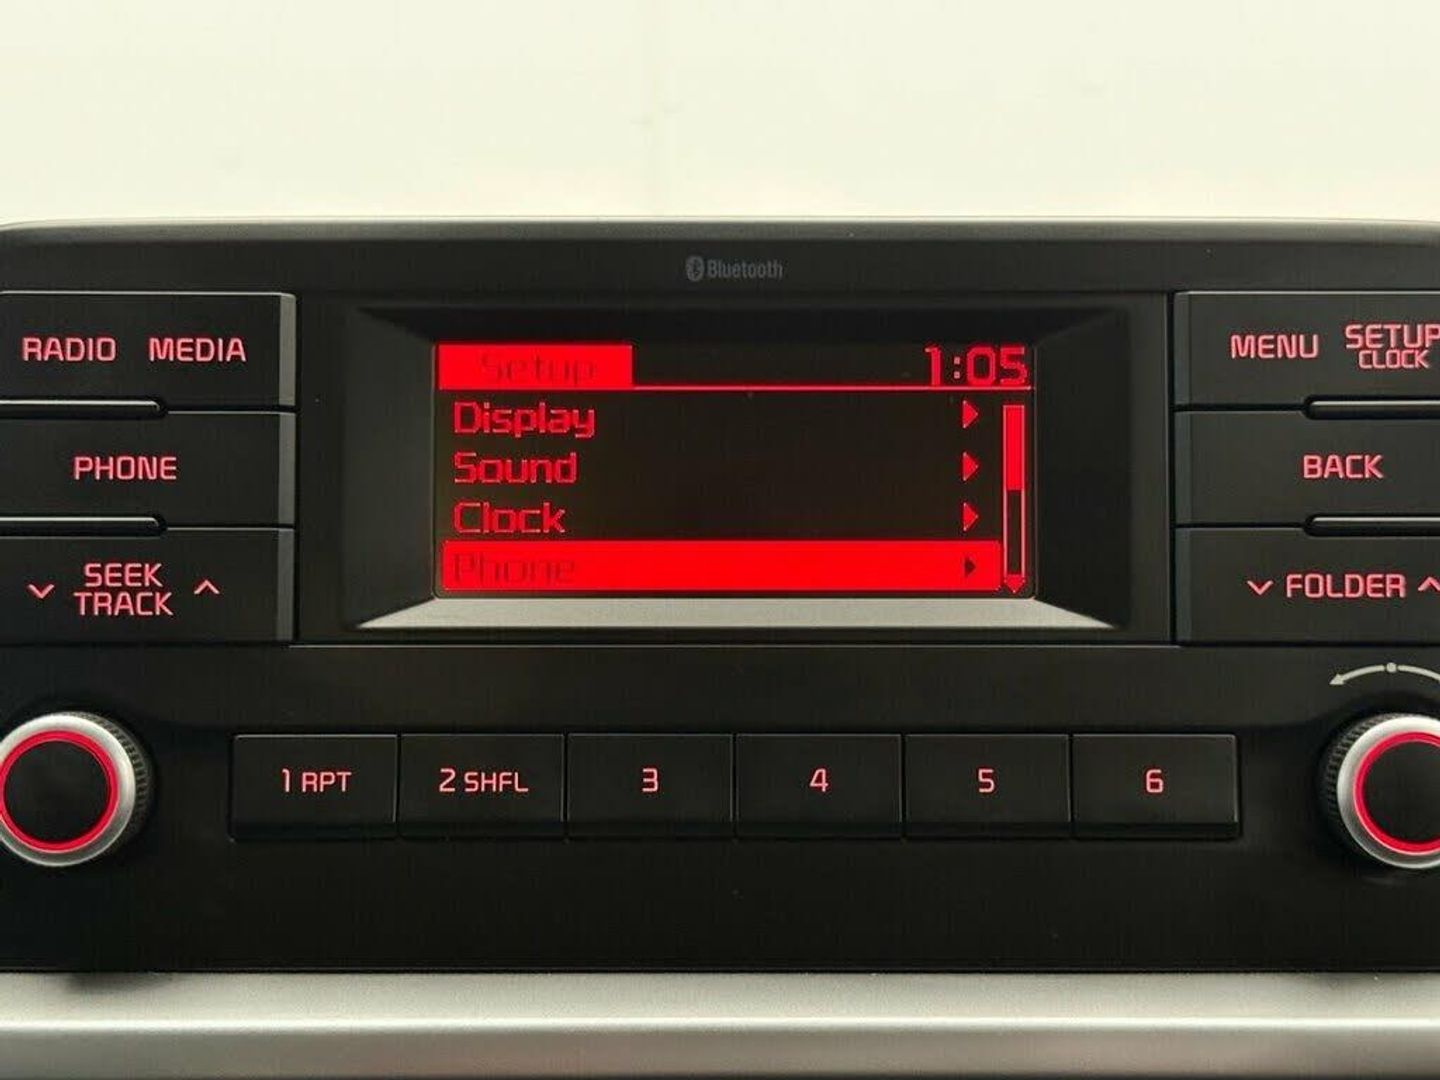 Bluetooth
RADIO MEDIA
PHONE
SEEK
TRACK
Setup 1:05
Display
Sound
Clock
Phone
MENU SETUP
CLOCK
BACK
FOLDER
1 RPT 2 SHFL 3 4 5 6